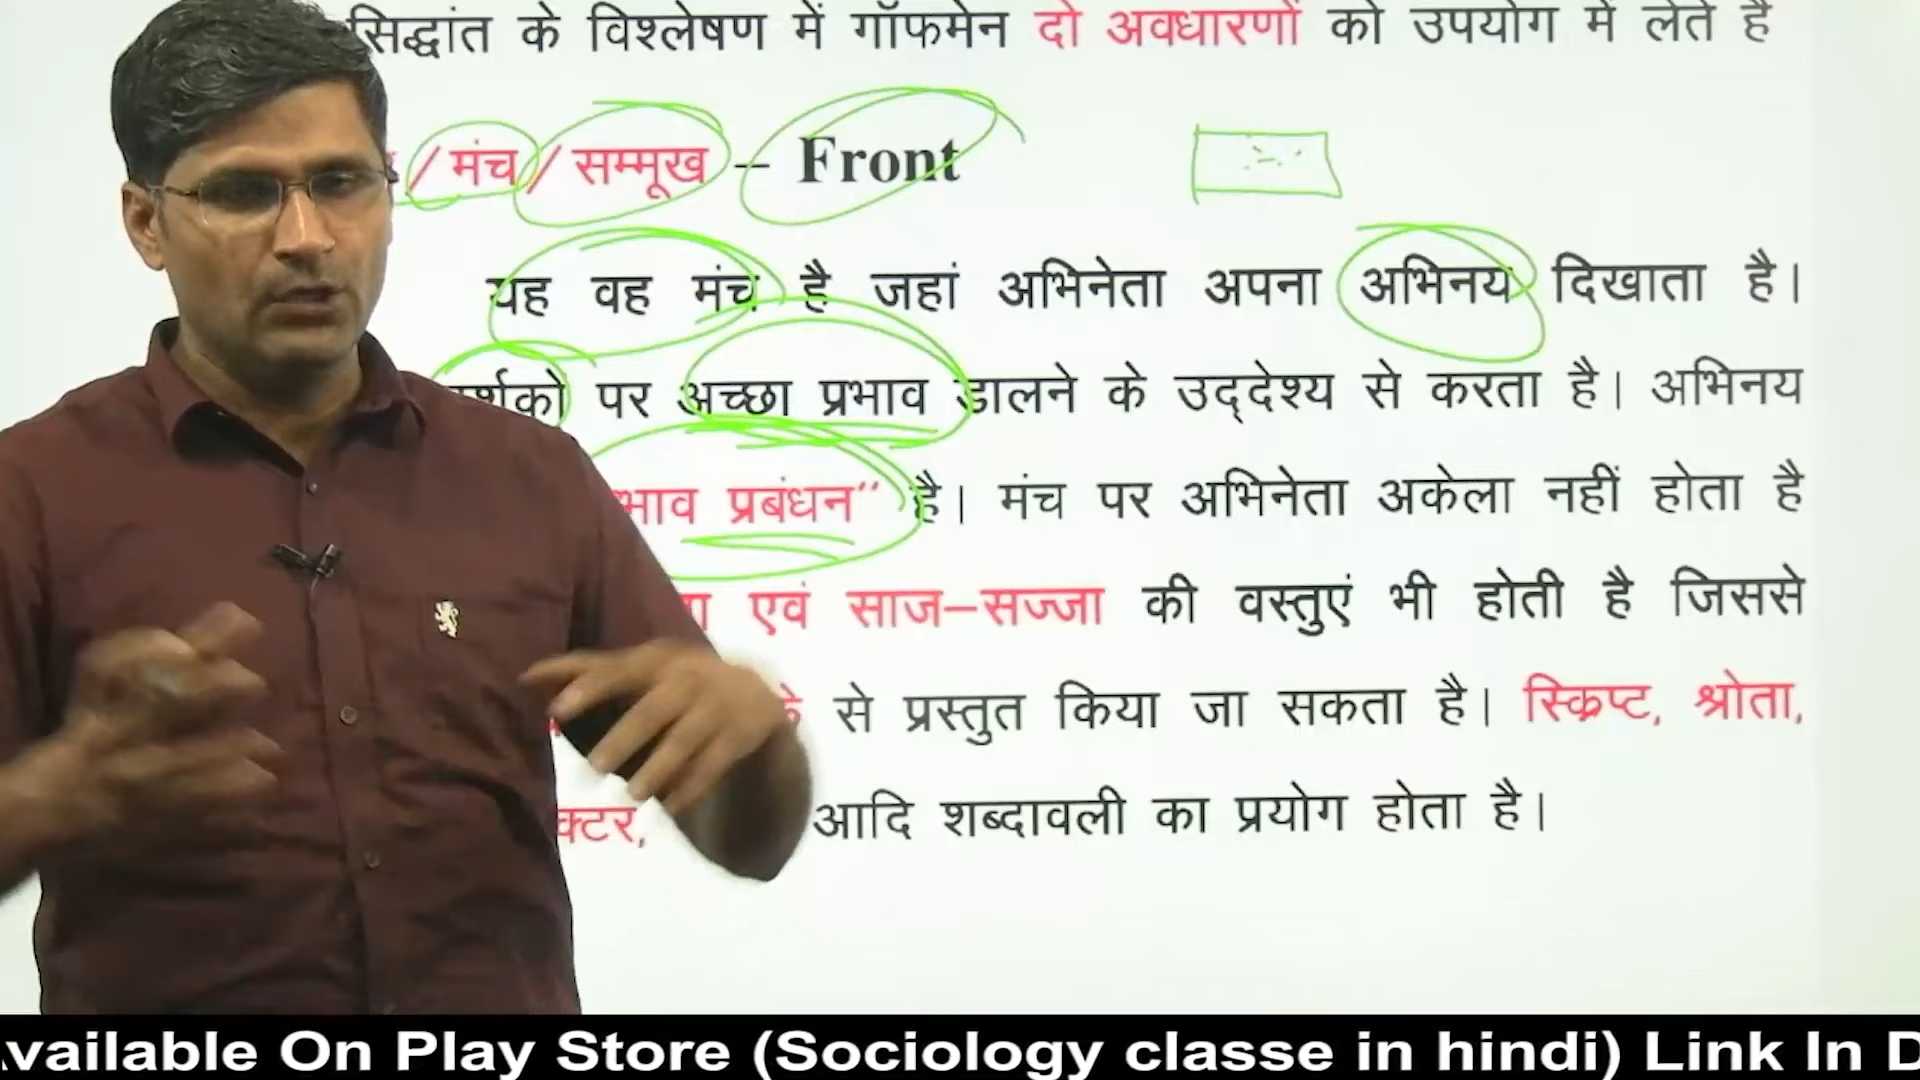 सिद्धांत के विश्लेषण में गॉफमेन दो अवधारणों को उपयोग में लेते है
/ मंच / सम्मूख – Front
यह वह मंच है जहां अभिनेता अपना अभिनय दिखाता है।
पर अच्छा प्रभाव डालने के उद्देश्य से करता है। अभिनय
प्रबंधन" है। मंच पर अभिनेता अकेला नहीं होता है
एवं साज–सज्जा की वस्तुएं भी होती है जिससे
से प्रस्तुत किया जा सकता है। स्क्रिप्ट, श्रोता,
आदि शब्दावली का प्रयोग होता है।
vailable On Play Store (Sociology classe in hindi) Link In D